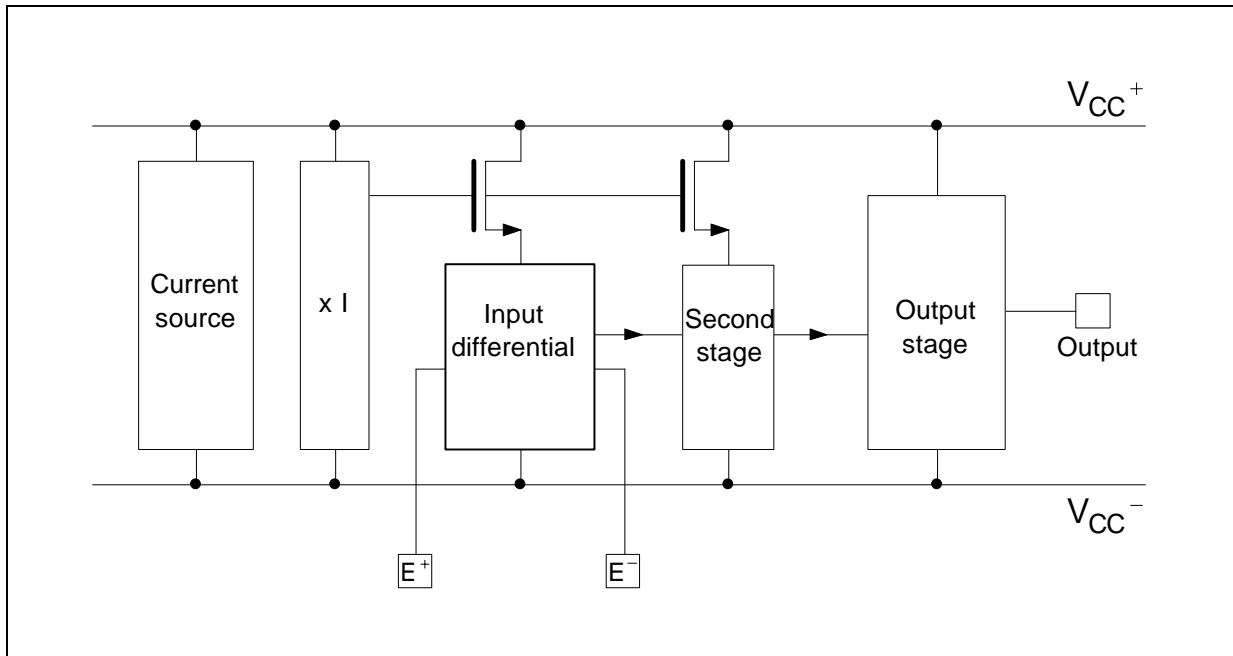 VCC+
Current
source
x I
Input
differential
Second
stage
Output
stage
Output
VCC−
E+
E−